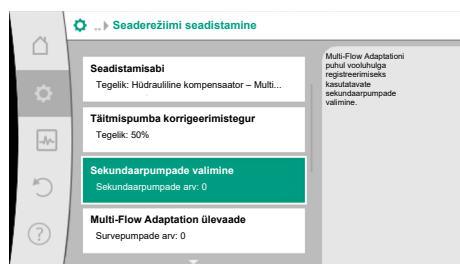 .. Seaderežiimi seadistamine
Seadistamisabi
Tegelik: Hüdrauliline kompensaator – Multi...
Täitmispumba korrigeerimistegur
Tegelik: 50%
Sekundaarpumpade valimine
Sekundaarpumpade arv: 0
Multi-Flow Adaptation ülevaade
Survepumpade arv: 0
Multi-Flow Adaptationi
puhul vooluhulga
registreerimiseks
kasutatavate
sekundaarpumpade
valimine.